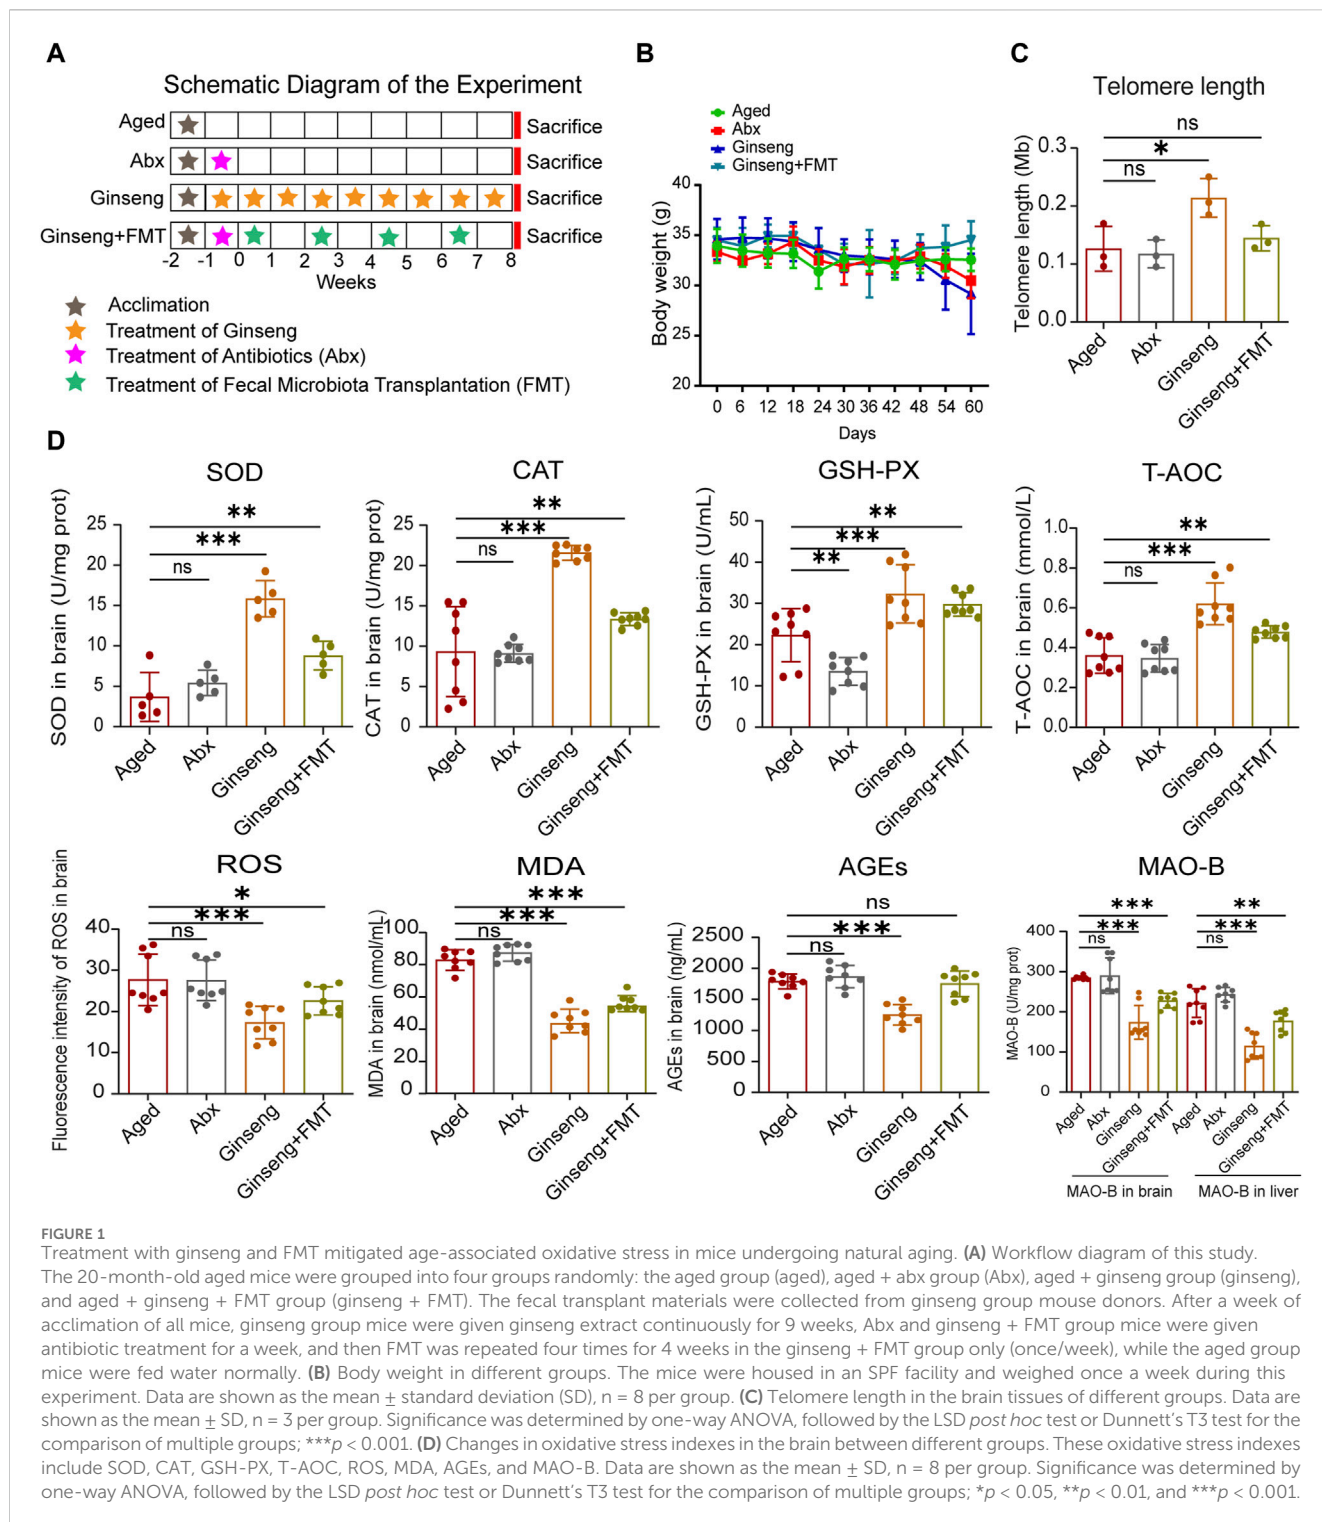 A
Schematic Diagram of the Experiment
Aged
Sacrifice
Abx
Sacrifice
Ginseng
Sacrifice
Ginseng+FMT
Sacrifice
-2 -1 0 1 2 3 4 5 6 7 8
Weeks
Acclimation
Treatment of Ginseng
Treatment of Antibiotics (Abx)
Treatment of Fecal Microbiota Transplantation (FMT)
B
Aged
Abx
Ginseng
Ginseng+FMT
Body weight (g)
40
35
30
25
20
0 6 12 18 24 30 36 42 48 54 60
Days
C
Telomere length
ns
*
ns
Telomere length (Mb)
0.3
0.2
0.1
0.0
Aged
Abx
Ginseng
Ginseng+FMT
D
SOD
**
***
ns
SOD in brain (U/mg prot)
25
20
15
10
5
0
Aged
Abx
Ginseng
Ginseng+FMT
CAT
**
***
ns
CAT in brain (U/mg prot)
25
20
15
10
5
0
Aged
Abx
Ginseng
Ginseng+FMT
GSH-PX
**
***
**
GSH-PX in brain (U/mL)
50
40
30
20
10
0
Aged
Abx
Ginseng
Ginseng+FMT
T-AOC
**
***
ns
T-AOC in brain (mmol/L)
1.0
0.8
0.6
0.4
0.2
0.0
Aged
Abx
Ginseng
Ginseng+FMT
ROS
*
***
ns
Fluorescence intensity of ROS in brain
40
30
20
10
0
Aged
Abx
Ginseng
Ginseng+FMT
MDA
***
***
ns
MDA in brain (nmol/mL)
100
80
60
40
20
0
Aged
Abx
Ginseng
Ginseng+FMT
AGEs
ns
***
ns
AGEs in brain (ng/mL)
2500
2000
1500
1000
500
0
Aged
Abx
Ginseng
Ginseng+FMT
MAO-B
***
***
ns
**
***
ns
MAO-B (U/mg prot)
400
300
200
100
0
Aged
Abx
Ginseng
Ginseng+FMT
Aged
Abx
Ginseng
Ginseng+FMT
MAO-B in brain
MAO-B in liver
FIGURE 1
Treatment with ginseng and FMT mitigated age-associated oxidative stress in mice undergoing natural aging. (A) Workflow diagram of this study.
The 20-month-old aged mice were grouped into four groups randomly: the aged group (aged), aged + abx group (Abx), aged + ginseng group (ginseng),
and aged + ginseng + FMT group (ginseng + FMT). The fecal transplant materials were collected from ginseng group mouse donors. After a week of
acclimation of all mice, ginseng group mice were given ginseng extract continuously for 9 weeks, Abx and ginseng + FMT group mice were given
antibiotic treatment for a week, and then FMT was repeated four times for 4 weeks in the ginseng + FMT group only (once/week), while the aged group
mice were fed water normally. (B) Body weight in different groups. The mice were housed in an SPF facility and weighed once a week during this
experiment. Data are shown as the mean ± standard deviation (SD), n = 8 per group. (C) Telomere length in the brain tissues of different groups. Data are
shown as the mean ± SD, n = 3 per group. Significance was determined by one-way ANOVA, followed by the LSD post hoc test or Dunnett's T3 test for the
comparison of multiple groups; ***p < 0.001. (D) Changes in oxidative stress indexes in the brain between different groups. These oxidative stress indexes
include SOD, CAT, GSH-PX, T-AOC, ROS, MDA, AGEs, and MAO-B. Data are shown as the mean ± SD, n = 8 per group. Significance was determined by
one-way ANOVA, followed by the LSD post hoc test or Dunnett's T3 test for the comparison of multiple groups; *p < 0.05, **p < 0.01, and ***p < 0.001.